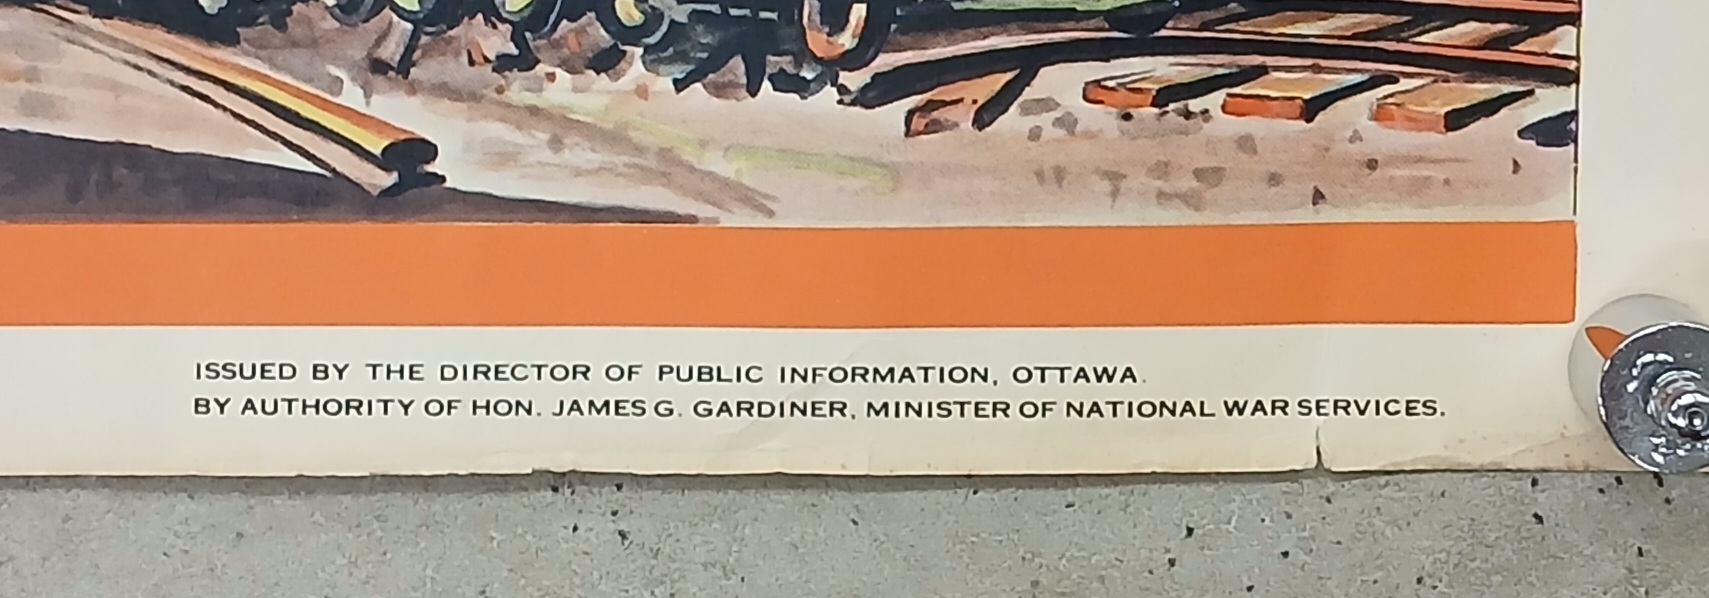 ISSUED BY THE DIRECTOR OF PUBLIC INFORMATION, OTTAWA.
BY AUTHORITY OF HON. JAMES G. GARDINER, MINISTER OF NATIONAL WAR SERVICES.